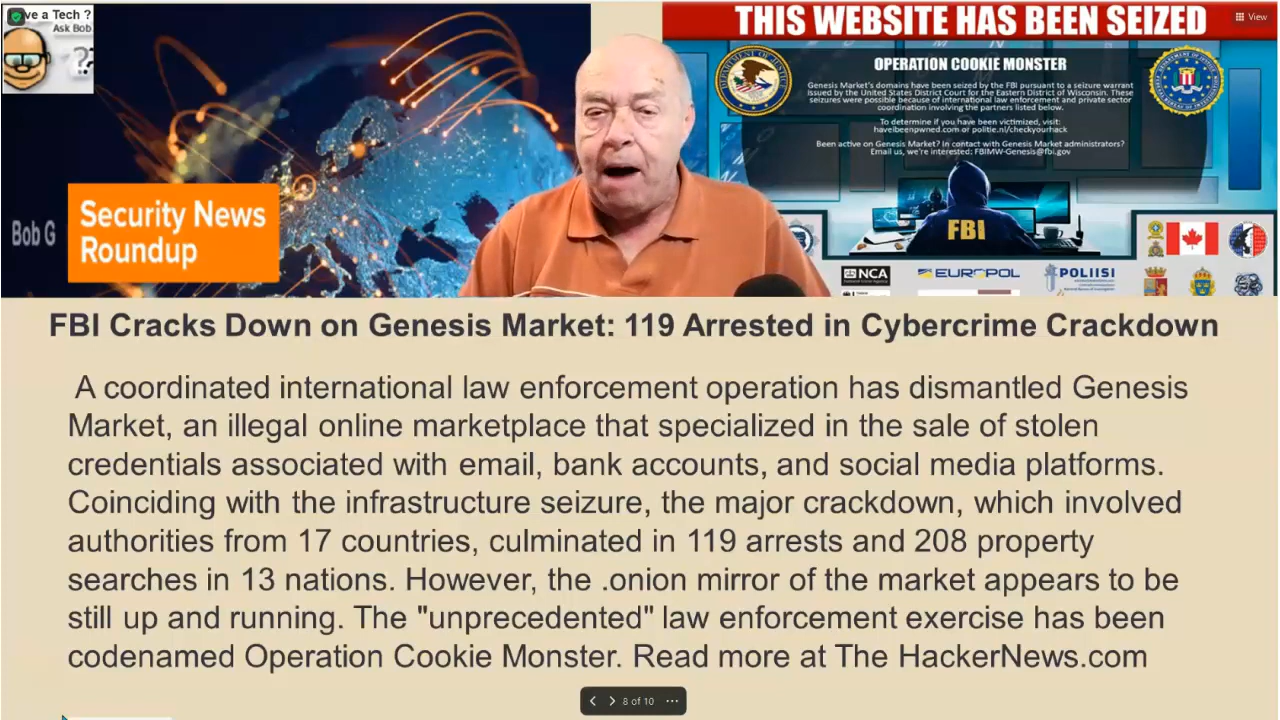 ve a Tech ?
Ask Bob
??
THIS WEBSITE HAS BEEN SEIZED
View
OPERATION COOKIE MONSTER
Genesis Market's domains have been seized by the FBI pursuant to a seizure warrant
issued by the United States District Court for the Eastern District of Wisconsin. These
seizures were possible because of international law enforcement and private sector
coordination involving the partners listed below.
To determine if you have been victimized, visit:
haveibeenpwned.com or politie.nl/checkyourhack
Been active on Genesis Market? In contact with Genesis Market administrators?
Email us, we're interested: FBIMW-Genesis@fbi.gov
Bob G
Security News
Roundup
FBI
NCA
EUROPOL
POLIISI
FBI Cracks Down on Genesis Market: 119 Arrested in Cybercrime Crackdown
A coordinated international law enforcement operation has dismantled Genesis
Market, an illegal online marketplace that specialized in the sale of stolen
credentials associated with email, bank accounts, and social media platforms.
Coinciding with the infrastructure seizure, the major crackdown, which involved
authorities from 17 countries, culminated in 119 arrests and 208 property
searches in 13 nations. However, the .onion mirror of the market appears to be
still up and running. The "unprecedented" law enforcement exercise has been
codenamed Operation Cookie Monster. Read more at The HackerNews.com
8 of 10